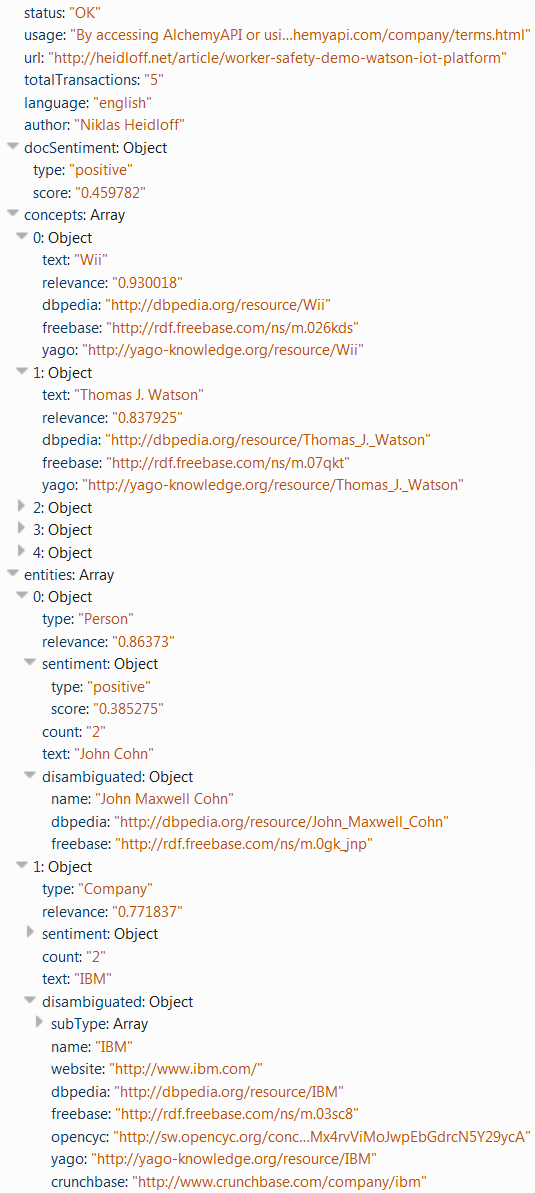 status: "OK"
usage: "By accessing AlchemyAPI or usi...hemyapi.com/company/terms.html"
url: "http://heidloff.net/article/worker-safety-demo-watson-iot-platform"
totalTransactions: "5"
language: "english"
author: "Niklas Heidloff"
docSentiment: Object
type: "positive"
score: "0.459782"
concepts: Array
0: Object
text: "Wii"
relevance: "0.930018"
dbpedia: "http://dbpedia.org/resource/Wii"
freebase: "http://rdf.freebase.com/ns/m.026kds"
yago: "http://yago-knowledge.org/resource/Wii"
1: Object
text: "Thomas J. Watson"
relevance: "0.837925"
dbpedia: "http://dbpedia.org/resource/Thomas_J._Watson"
freebase: "http://rdf.freebase.com/ns/m.07qkt"
yago: "http://yago-knowledge.org/resource/Thomas_J._Watson"
2: Object
3: Object
4: Object
entities: Array
0: Object
type: "Person"
relevance: "0.86373"
sentiment: Object
type: "positive"
score: "0.385275"
count: "2"
text: "John Cohn"
disambiguated: Object
name: "John Maxwell Cohn"
dbpedia: "http://dbpedia.org/resource/John_Maxwell_Cohn"
freebase: "http://rdf.freebase.com/ns/m.0gk_jnp"
1: Object
type: "Company"
relevance: "0.771837"
sentiment: Object
count: "2"
text: "IBM"
disambiguated: Object
subType: Array
name: "IBM"
website: "http://www.ibm.com/"
dbpedia: "http://dbpedia.org/resource/IBM"
freebase: "http://rdf.freebase.com/ns/m.03sc8"
opencyc: "http://sw.opencyc.org/conc...Mx4rvViMoJwpEbGdrcN5Y29ycA"
yago: "http://yago-knowledge.org/resource/IBM"
crunchbase: "http://www.crunchbase.com/company/ibm"